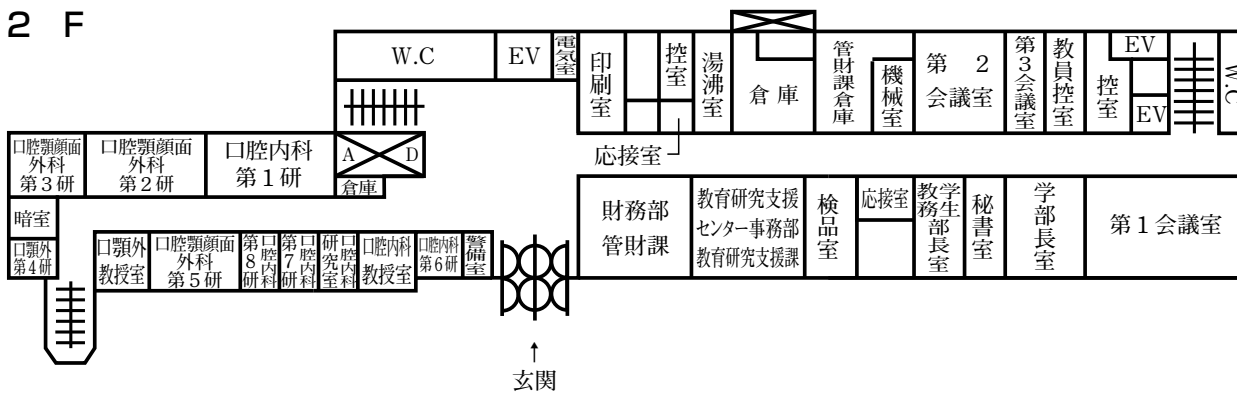 2 F
W.C
EV
電気室
印刷室
控室
湯沸室
倉庫
管財課倉庫
機械室
第2
会議室
第3会議室
教員控室
控室
EV
EV
W.C
応接室
口腔顎顔面
外科
第3研
口腔顎顔面
外科
第2研
口腔内科
第1研
A D
倉庫
暗室
口顎外
第4研
口顎外
教授室
口腔顎顔面
外科
第5研
口腔内科
第8研
口腔内科
第7研
口腔内科
研究室
口腔内科
教授室
口腔内科
第6研
警備室
財務部
管財課
教育研究支援
センター事務部
教育研究支援課
検品室
応接室
学生
教務部長室
秘書室
学部長室
第1会議室
↑
玄関